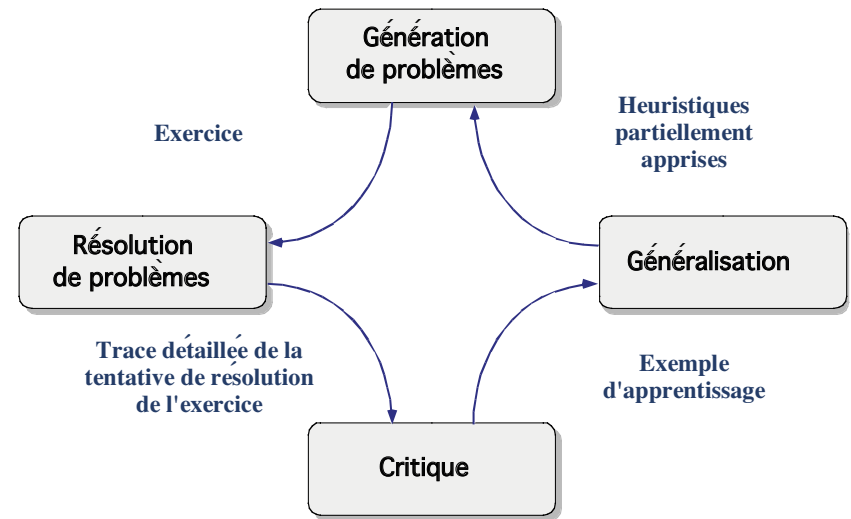 Génération
de problèmes
Exercice
Heuristiques
partiellement
apprises
Résolution
de problèmes
Généralisation
Trace détaillée de la
tentative de résolution
de l'exercice
Exemple
d'apprentissage
Critique